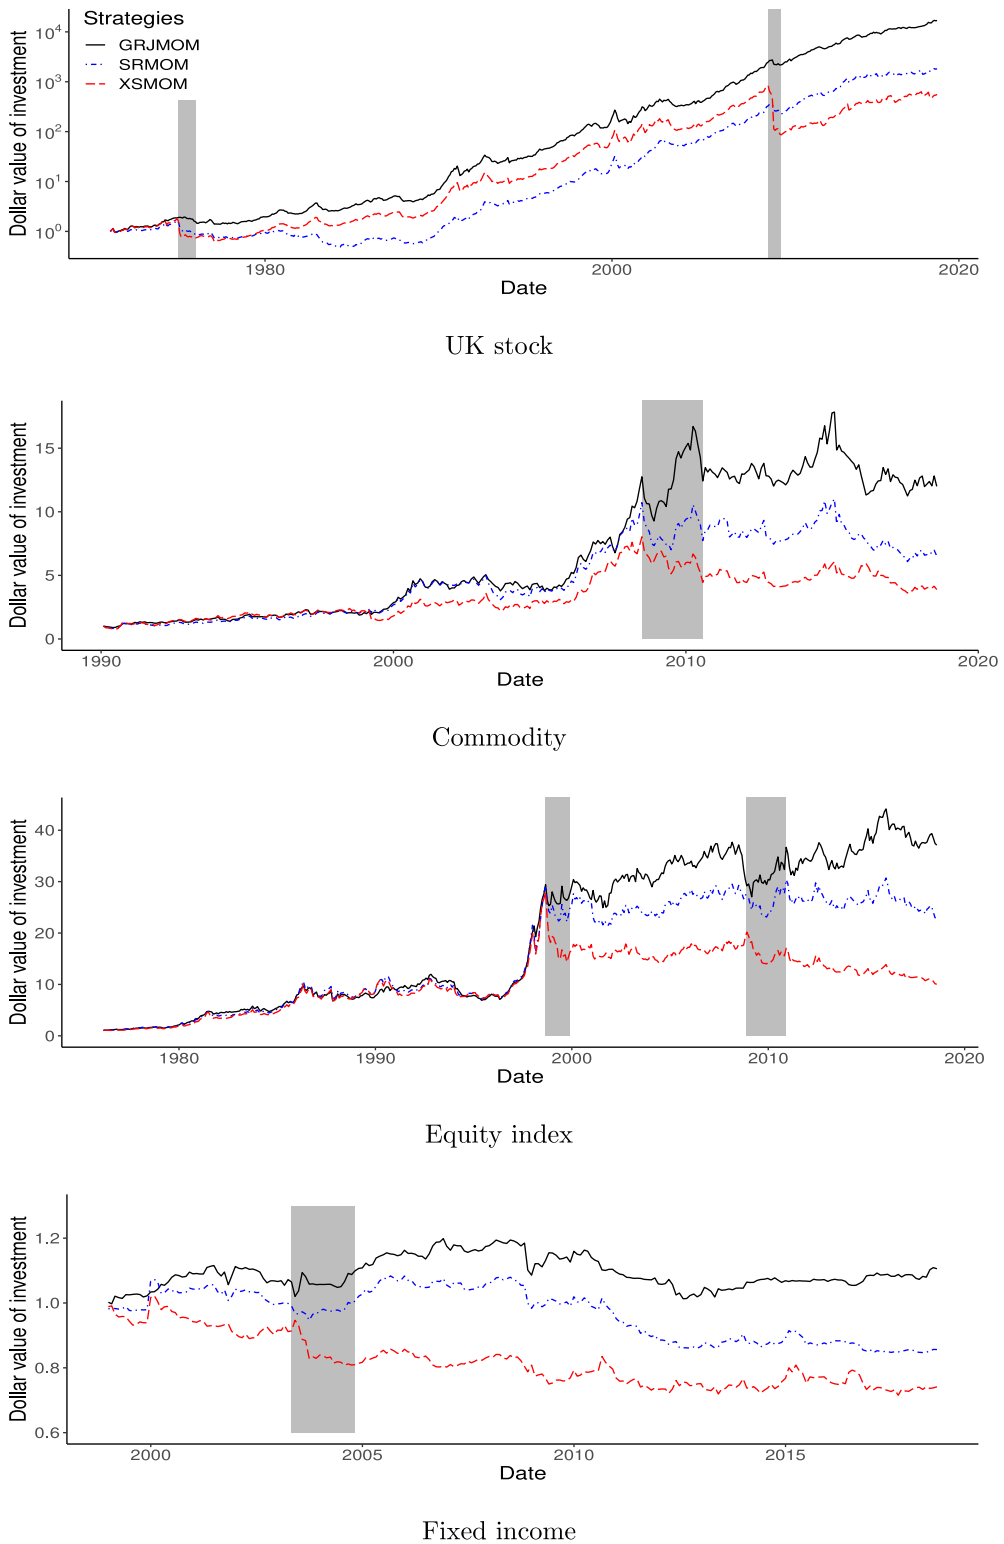 Strategies
GRJMOM
SRMOM
XSMOM
Dollar value of investment
10^4
10^3
10^2
10^1
10^0
1980 2000 2020
Date
UK stock
Dollar value of investment
15
10
5
0
1990 2000 2010 2020
Date
Commodity
Dollar value of investment
40
30
20
10
0
1980 1990 2000 2010 2020
Date
Equity index
Dollar value of investment
1.2
1.0
0.8
0.6
2000 2005 2010 2015
Date
Fixed income